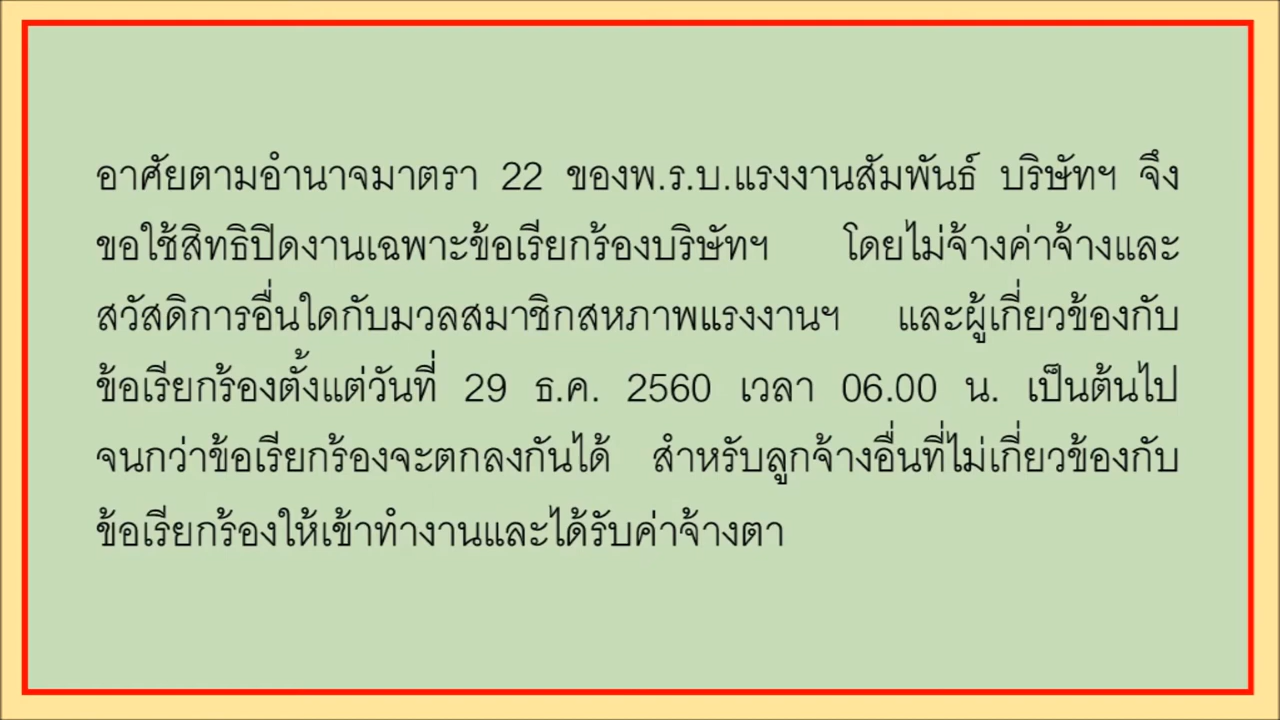 อาศัยตามอำนาจมาตรา 22 ของพ.ร.บ.แรงงานสัมพันธ์ บริษัทฯ จึง
ขอใช้สิทธิปิดงานเฉพาะข้อเรียกร้องบริษัทฯ โดยไม่จ้างค่าจ้างและ
สวัสดิการอื่นใดกับมวลสมาชิกสหภาพแรงงานฯ และผู้เกี่ยวข้องกับ
ข้อเรียกร้องตั้งแต่วันที่ 29 ธ.ค. 2560 เวลา 06.00 น. เป็นต้นไป
จนกว่าข้อเรียกร้องจะตกลงกันได้ สำหรับลูกจ้างอื่นที่ไม่เกี่ยวข้องกับ
ข้อเรียกร้องให้เข้าทำงานและได้รับค่าจ้างตา